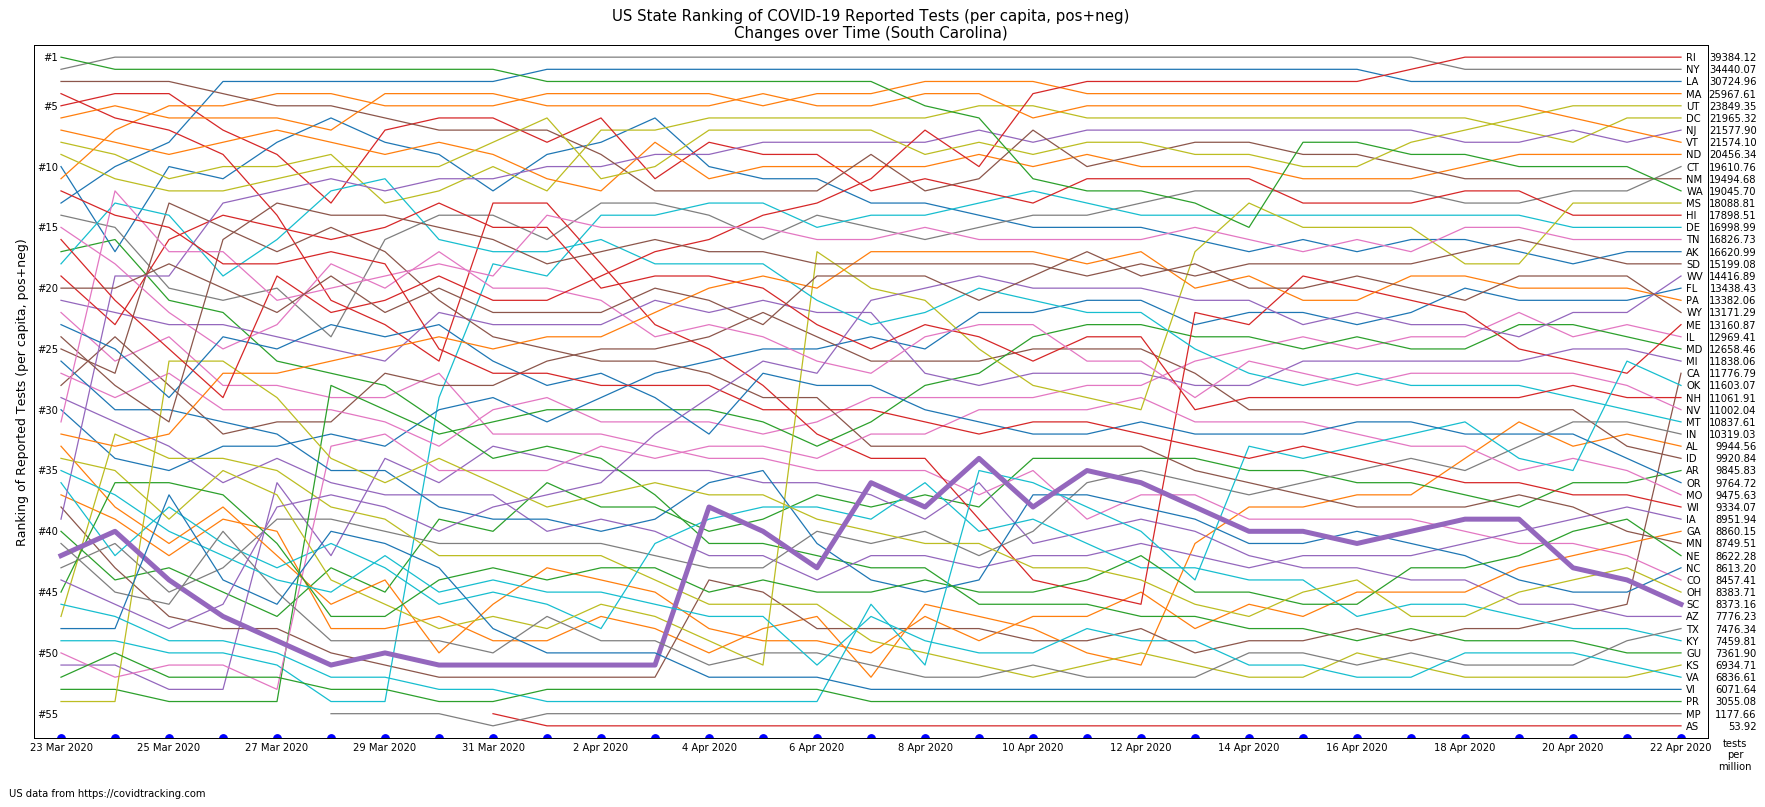 US State Ranking of COVID-19 Reported Tests (per capita, pos+neg)
Changes over Time (South Carolina)
Ranking of Reported Tests (per capita, pos+neg)
#1
#5
#10
#15
#20
#25
#30
#35
#40
#45
#50
#55
RI 39384.12
NY 34440.07
LA 30724.96
MA 25967.61
UT 23849.35
DC 21965.32
NJ 21577.90
VT 21574.10
ND 20456.34
CT 19610.76
NM 19494.68
WA 19045.70
MS 18088.81
HI 17898.51
DE 16998.99
TN 16826.73
AK 16620.99
SD 15199.08
WV 14416.89
FL 13438.43
PA 13382.06
WY 13171.29
ME 13160.87
IL 12969.41
MD 12658.46
MI 11838.06
CA 11776.79
OK 11603.07
NH 11061.91
NV 11002.04
MT 10837.61
IN 10319.03
AL 9944.56
ID 9920.84
AR 9845.83
OR 9764.72
MO 9475.63
WI 9334.07
IA 8951.94
GA 8860.15
MN 8749.51
NE 8622.28
NC 8613.20
CO 8457.41
OH 8383.71
SC 8373.16
AZ 7776.23
TX 7476.34
KY 7459.81
GU 7361.90
KS 6934.71
VA 6836.61
VI 6071.64
PR 3055.08
MP 1177.66
AS 53.92
23 Mar 2020 25 Mar 2020 27 Mar 2020 29 Mar 2020 31 Mar 2020 2 Apr 2020 4 Apr 2020 6 Apr 2020 8 Apr 2020 10 Apr 2020 12 Apr 2020 14 Apr 2020 16 Apr 2020 18 Apr 2020 20 Apr 2020 22 Apr 2020
tests
per
million
US data from https://covidtracking.com